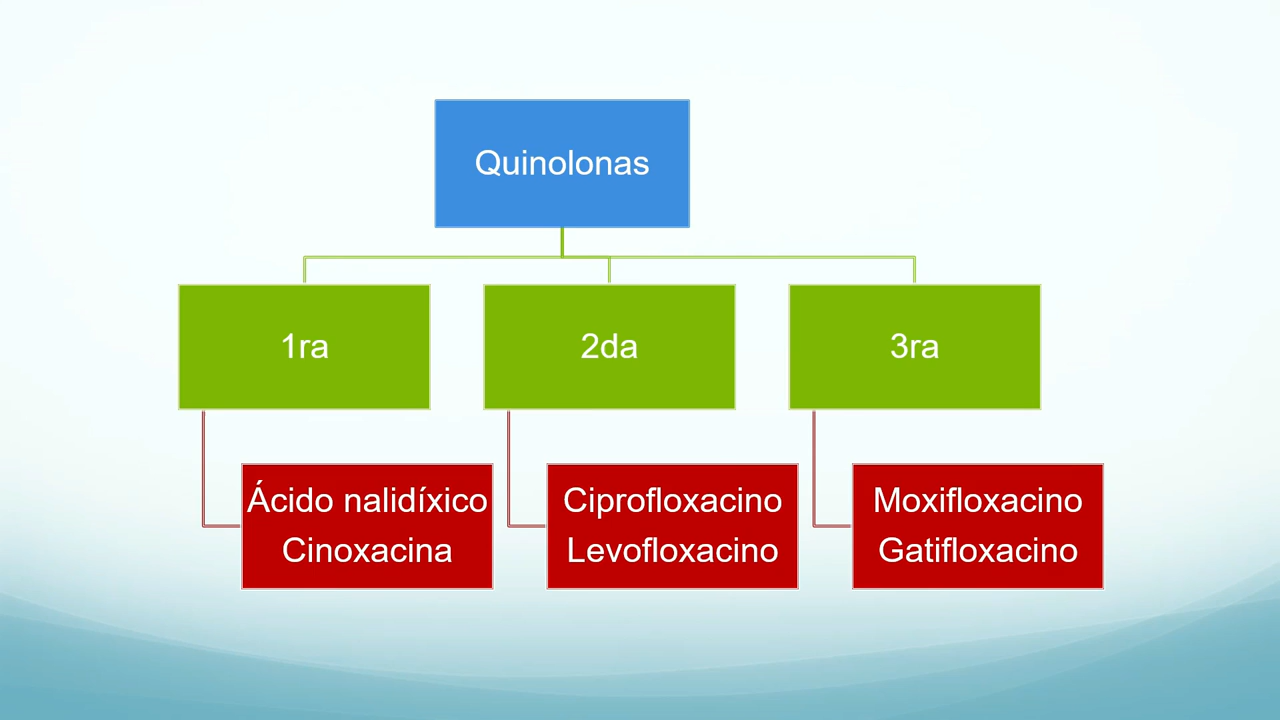 Quinolonas
1ra
2da
3ra
Ácido nalidíxico
Cinoxacina
Ciprofloxacino
Levofloxacino
Moxifloxacino
Gatifloxacino